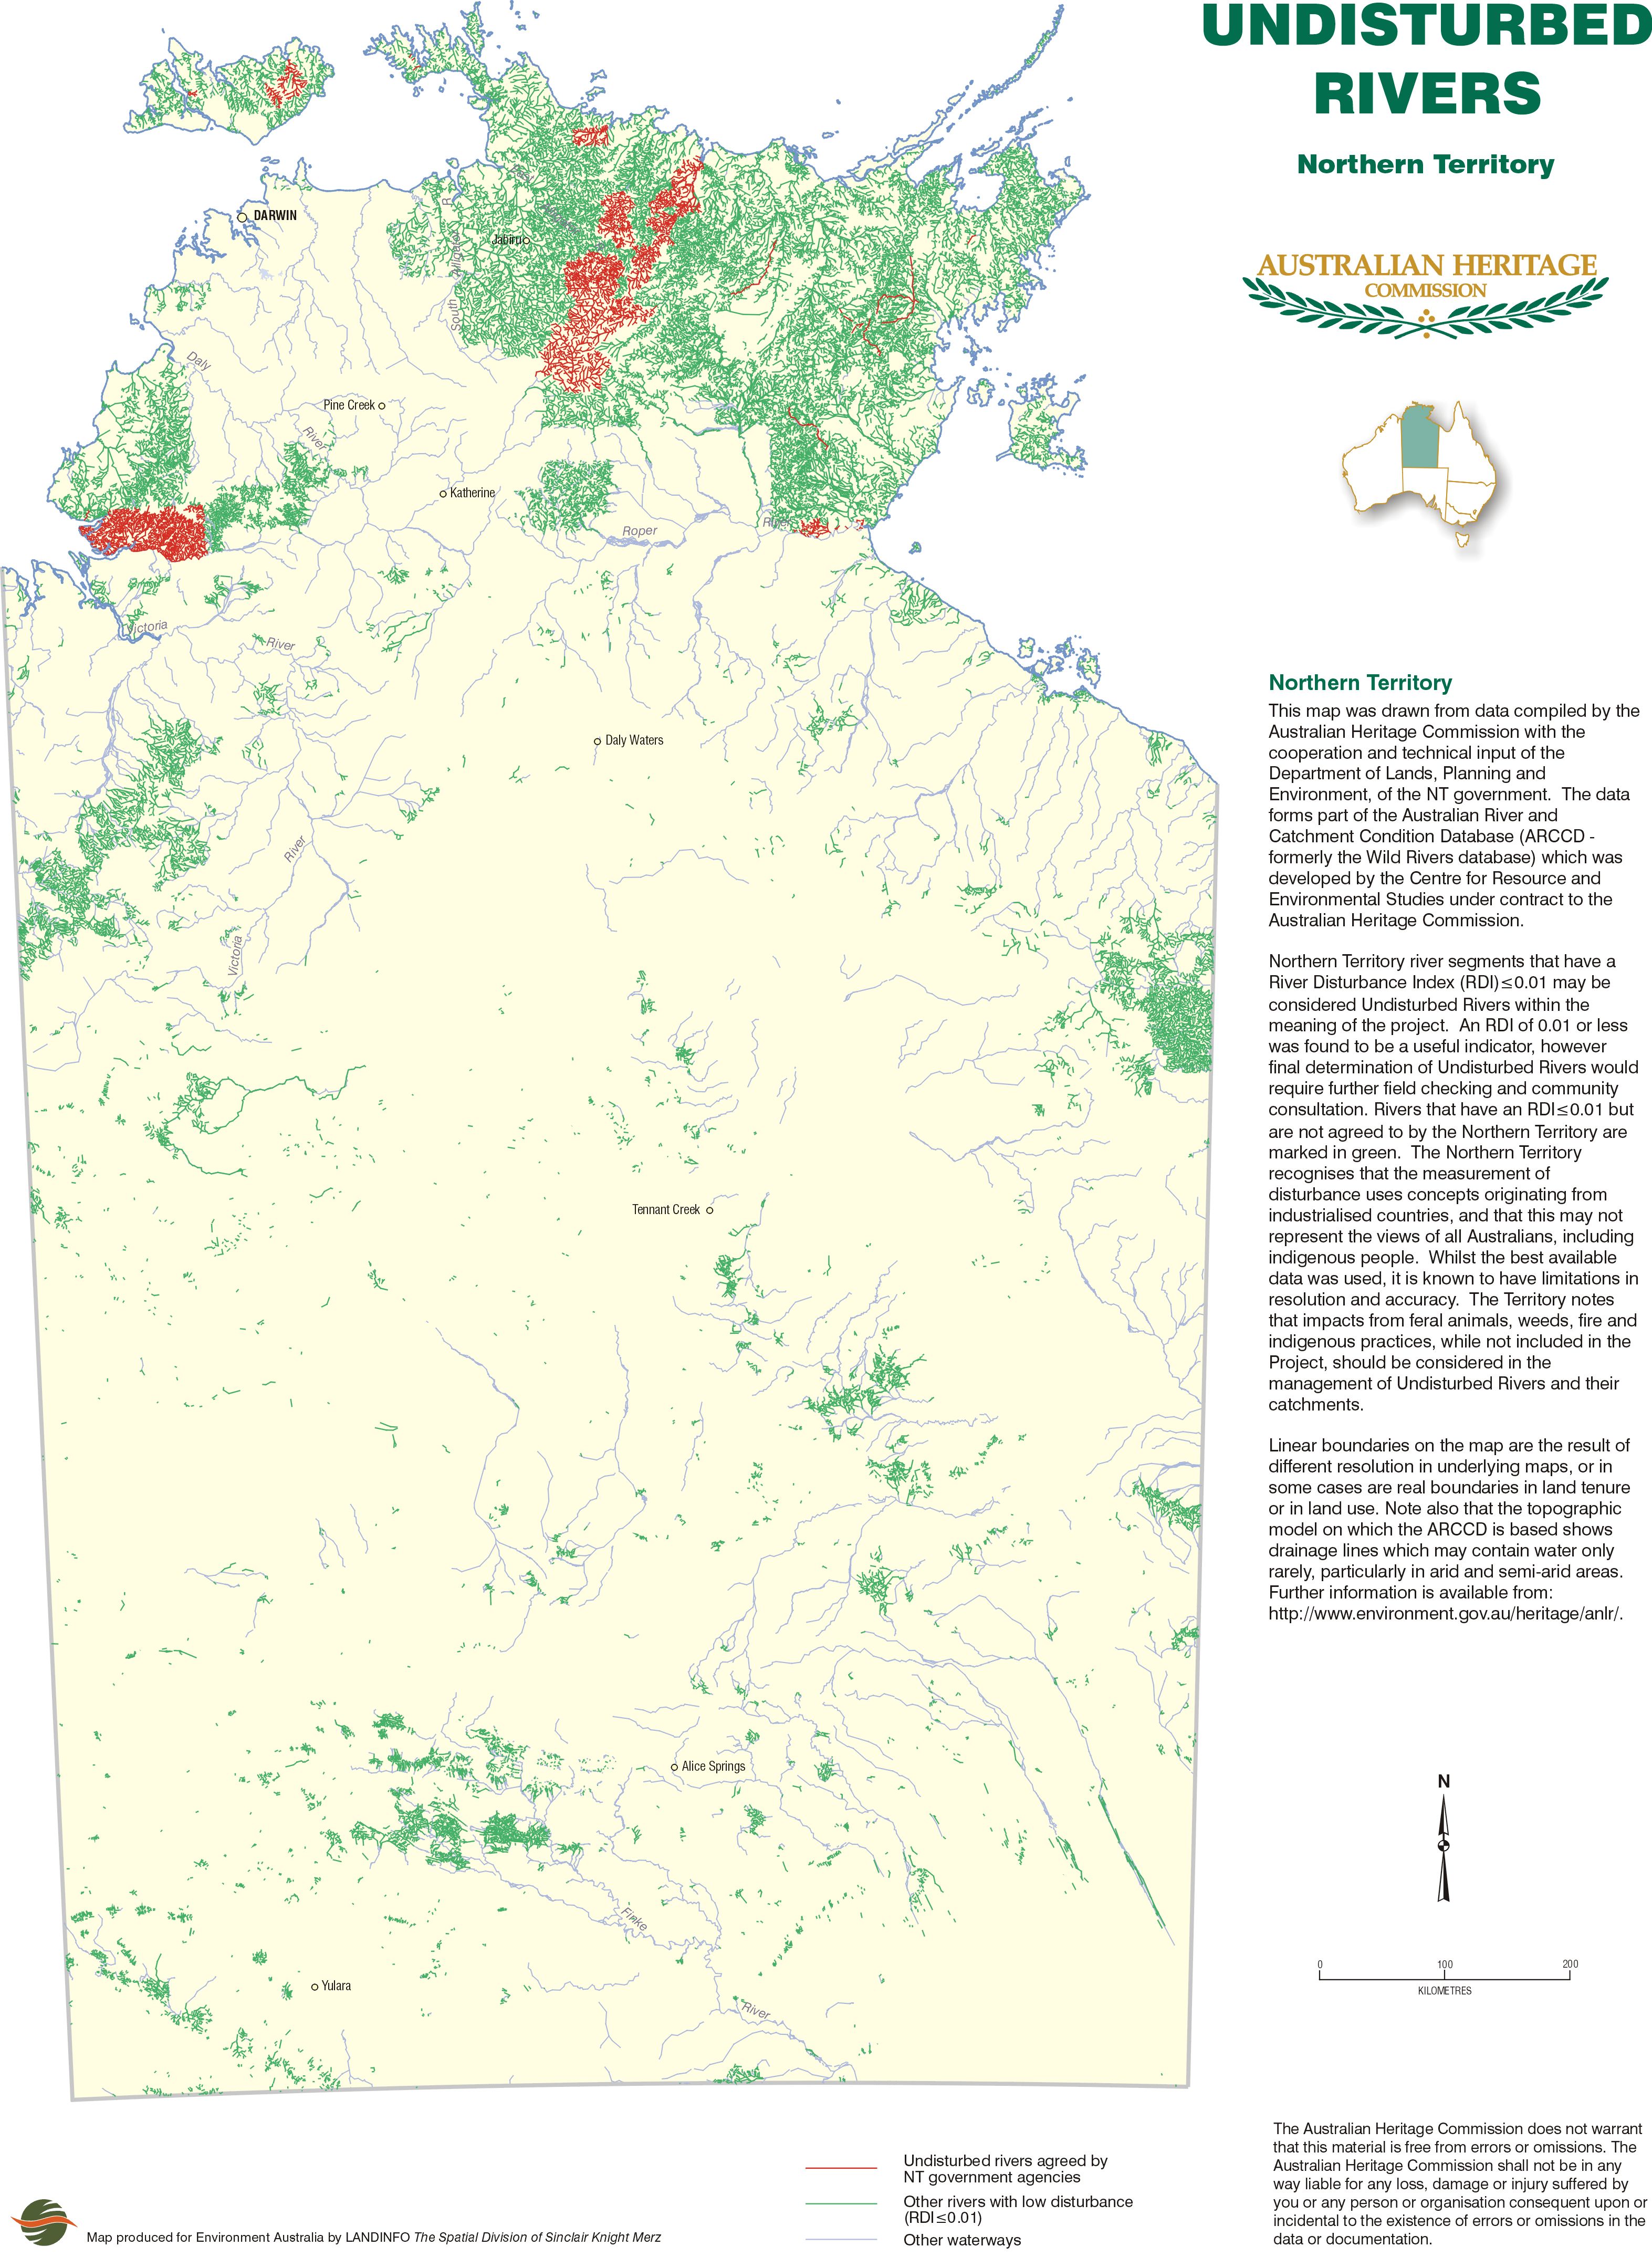 UNDISTURBED
RIVERS
Northern Territory
AUSTRALIAN HERITAGE
COMMISSION
DARWIN
Jabiru
R
South Alligator
Daly
Pine Creek
River
Katherine
Roper
River
Victoria
River
Daly Waters
River
Victoria
Tennant Creek
Alice Springs
Finke
Yulara
River
Northern Territory
This map was drawn from data compiled by the
Australian Heritage Commission with the
cooperation and technical input of the
Department of Lands, Planning and
Environment, of the NT government. The data
forms part of the Australian River and
Catchment Condition Database (ARCCD -
formerly the Wild Rivers database) which was
developed by the Centre for Resource and
Environmental Studies under contract to the
Australian Heritage Commission.
Northern Territory river segments that have a
River Disturbance Index (RDI)≤0.01 may be
considered Undisturbed Rivers within the
meaning of the project. An RDI of 0.01 or less
was found to be a useful indicator, however
final determination of Undisturbed Rivers would
require further field checking and community
consultation. Rivers that have an RDI≤0.01 but
are not agreed to by the Northern Territory are
marked in green. The Northern Territory
recognises that the measurement of
disturbance uses concepts originating from
industrialised countries, and that this may not
represent the views of all Australians, including
indigenous people. Whilst the best available
data was used, it is known to have limitations in
resolution and accuracy. The Territory notes
that impacts from feral animals, weeds, fire and
indigenous practices, while not included in the
Project, should be considered in the
management of Undisturbed Rivers and their
catchments.
Linear boundaries on the map are the result of
different resolution in underlying maps, or in
some cases are real boundaries in land tenure
or in land use. Note also that the topographic
model on which the ARCCD is based shows
drainage lines which may contain water only
rarely, particularly in arid and semi-arid areas.
Further information is available from:
http://www.environment.gov.au/heritage/anlr/.
N
0 100 200
KILOMETRES
Undisturbed rivers agreed by
NT government agencies
Other rivers with low disturbance
(RDI≤0.01)
Other waterways
Map produced for Environment Australia by LANDINFO The Spatial Division of Sinclair Knight Merz
The Australian Heritage Commission does not warrant
that this material is free from errors or omissions. The
Australian Heritage Commission shall not be in any
way liable for any loss, damage or injury suffered by
you or any person or organisation consequent upon or
incidental to the existence of errors or omissions in the
data or documentation.